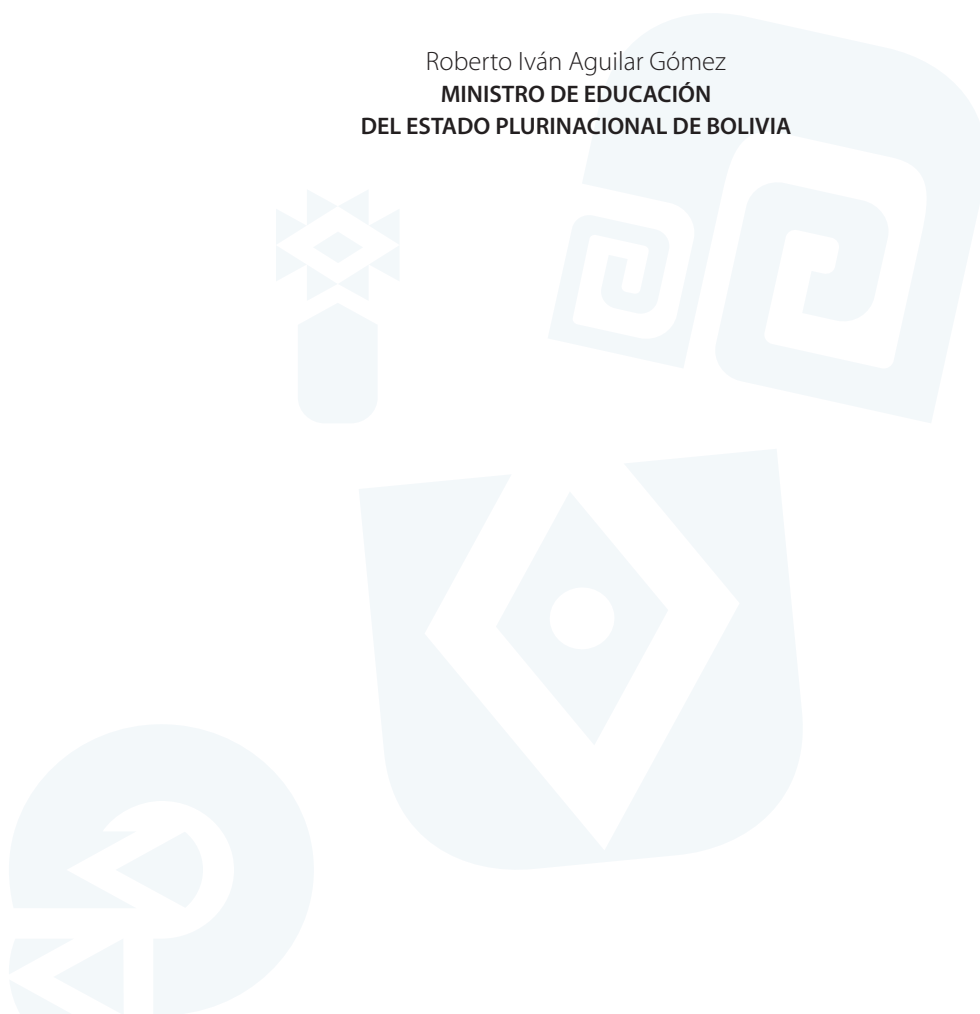 Roberto Iván Aguilar Gómez
MINISTRO DE EDUCACIÓN
DEL ESTADO PLURINACIONAL DE BOLIVIA